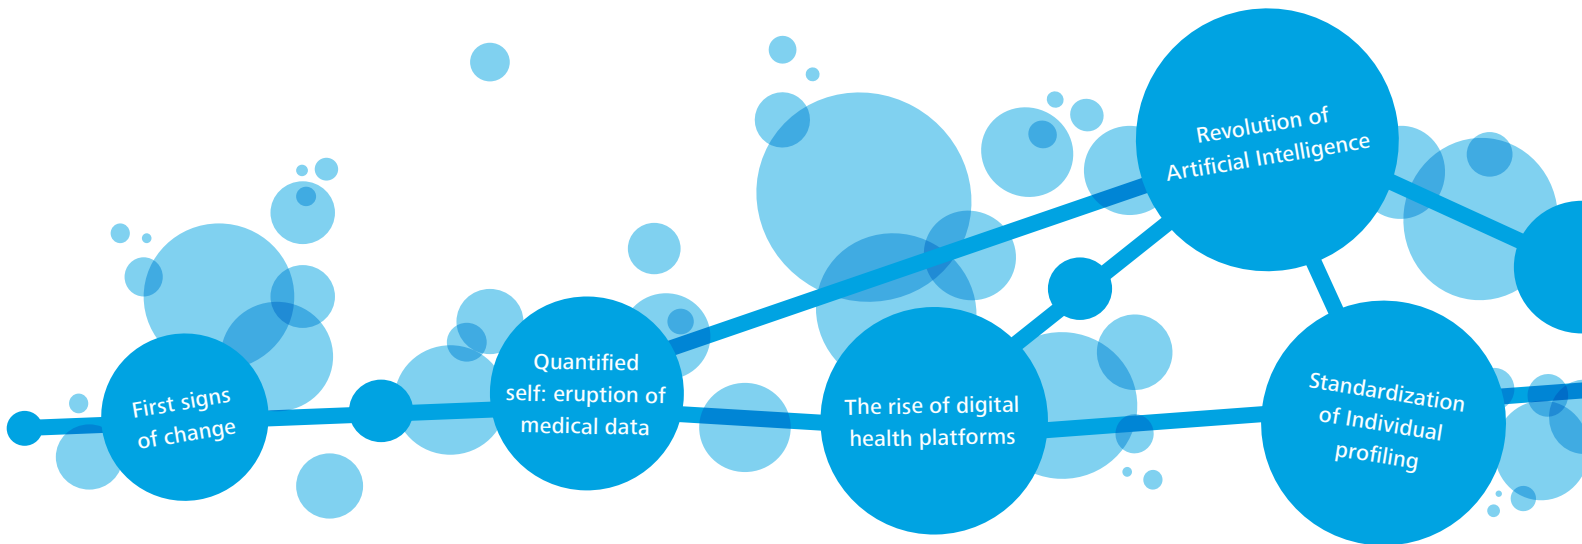 First signs
of change
Quantified
self: eruption of
medical data
The rise of digital
health platforms
Revolution of
Artificial Intelligence
Standardization
of Individual
profiling